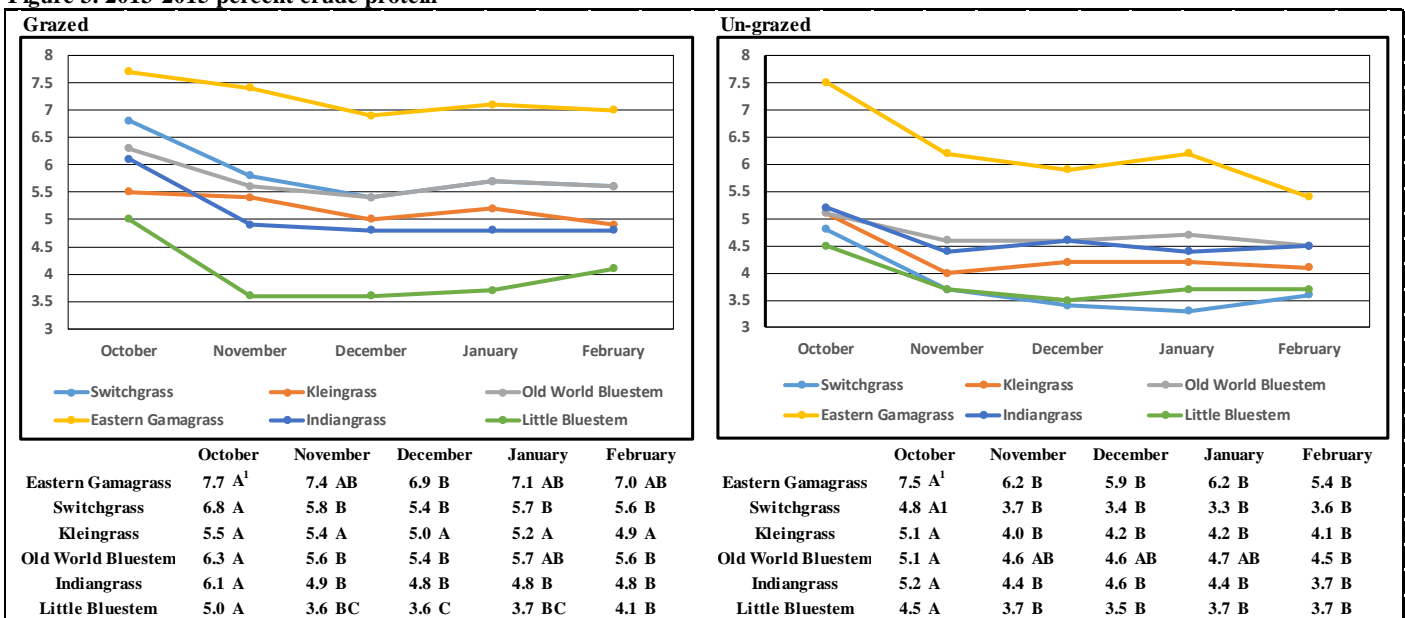 Grazed
Un-grazed
8
7.5
7
6.5
6
5.5
5
4.5
4
3.5
3
October November December January February
Switchgrass Kleingrass Old World Bluestem
Eastern Gamagrass Indiangrass Little Bluestem
8
7.5
7
6.5
6
5.5
5
4.5
4
3.5
3
October November December January February
Switchgrass Kleingrass Old World Bluestem
Eastern Gamagrass Indiangrass Little Bluestem
October November December January February
Eastern Gamagrass 7.7 A¹ 7.4 AB 6.9 B 7.1 AB 7.0 AB
Switchgrass 6.8 A 5.8 B 5.4 B 5.7 B 5.6 B
Kleingrass 5.5 A 5.4 A 5.0 A 5.2 A 4.9 A
Old World Bluestem 6.3 A 5.6 B 5.4 B 5.7 AB 5.6 B
Indiangrass 6.1 A 4.9 B 4.8 B 4.8 B 4.8 B
Little Bluestem 5.0 A 3.6 BC 3.6 C 3.7 BC 4.1 B
October November December January February
Eastern Gamagrass 7.5 A¹ 6.2 B 5.9 B 6.2 B 5.4 B
Switchgrass 4.8 A1 3.7 B 3.4 B 3.3 B 3.6 B
Kleingrass 5.1 A 4.0 B 4.2 B 4.2 B 4.1 B
Old World Bluestem 5.1 A 4.6 AB 4.6 AB 4.7 AB 4.5 B
Indiangrass 5.2 A 4.4 B 4.6 B 4.4 B 3.7 B
Little Bluestem 4.5 A 3.7 B 3.5 B 3.7 B 3.7 B